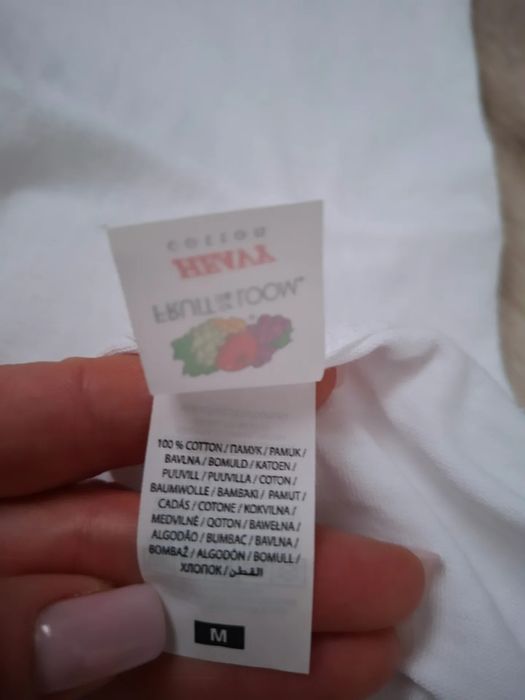 FRUIT OF THE LOOM
HEAVY
COTTON
100 % COTTON / ПАМУК / PAMUK /
BAVLNA / BOMULD / KATOEN /
PUUVILL / PUUVILLA / COTON /
BAUMWOLLE / ΒΑΜΒΑΚΙ / PAMUT /
CADÁS / COTONE / KOKVILNA /
MEDVILNĖ / QOTON / BAWEŁNA /
ALGODÃO / BUMBAC / BAVLNA /
BOMBAŽ / ALGODÓN / BOMULL /
ХЛОПОК / القطن
M